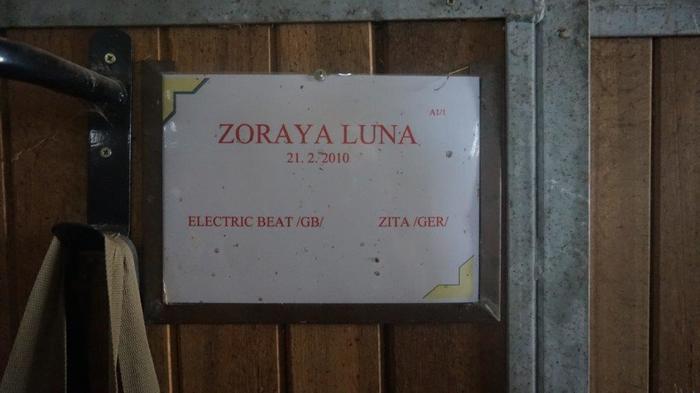 A1/1
ZORAYA LUNA
21. 2. 2010
ELECTRIC BEAT /GB/ ZITA /GER/